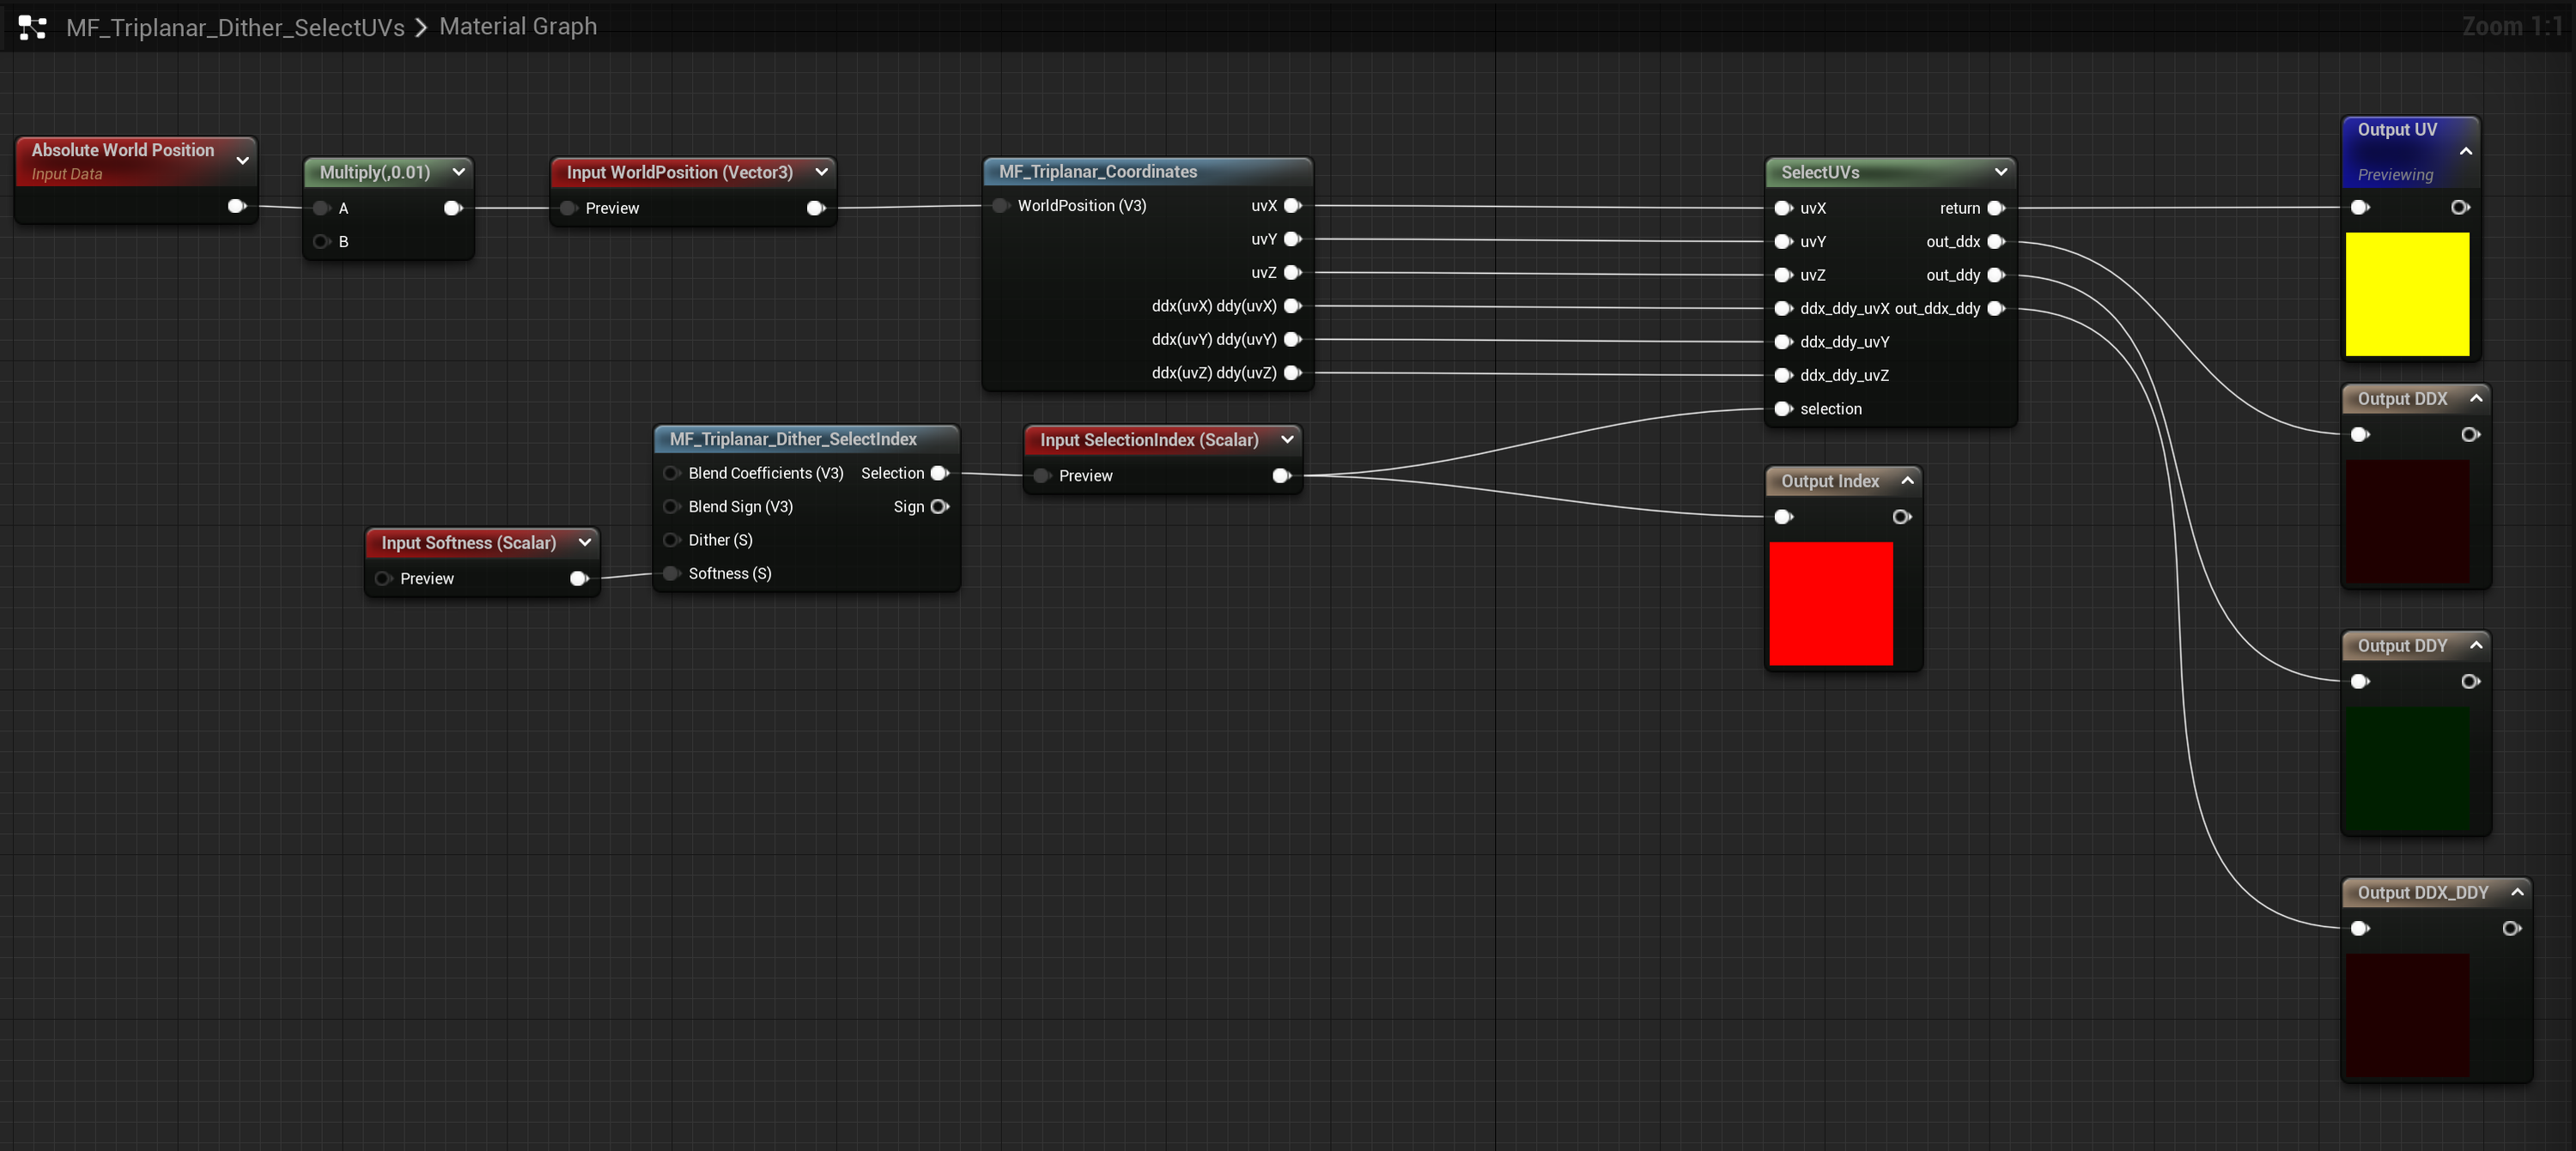 MF_Triplanar_Dither_SelectUVs > Material Graph
Zoom 1:1
Absolute World Position
Input Data
Multiply(,0.01)
A
B
Input WorldPosition (Vector3)
Preview
MF_Triplanar_Coordinates
WorldPosition (V3) uvX
uvY
uvZ
ddx(uvX) ddy(uvX)
ddx(uvY) ddy(uvY)
ddx(uvZ) ddy(uvZ)
SelectUVs
uvX return
uvY out_ddx
uvZ out_ddy
ddx_ddy_uvX out_ddx_ddy
ddx_ddy_uvY
ddx_ddy_uvZ
selection
Output UV
Previewing
Output DDX
MF_Triplanar_Dither_SelectIndex
Blend Coefficients (V3) Selection
Blend Sign (V3) Sign
Dither (S)
Softness (S)
Input SelectionIndex (Scalar)
Preview
Output Index
Input Softness (Scalar)
Preview
Output DDY
Output DDX_DDY